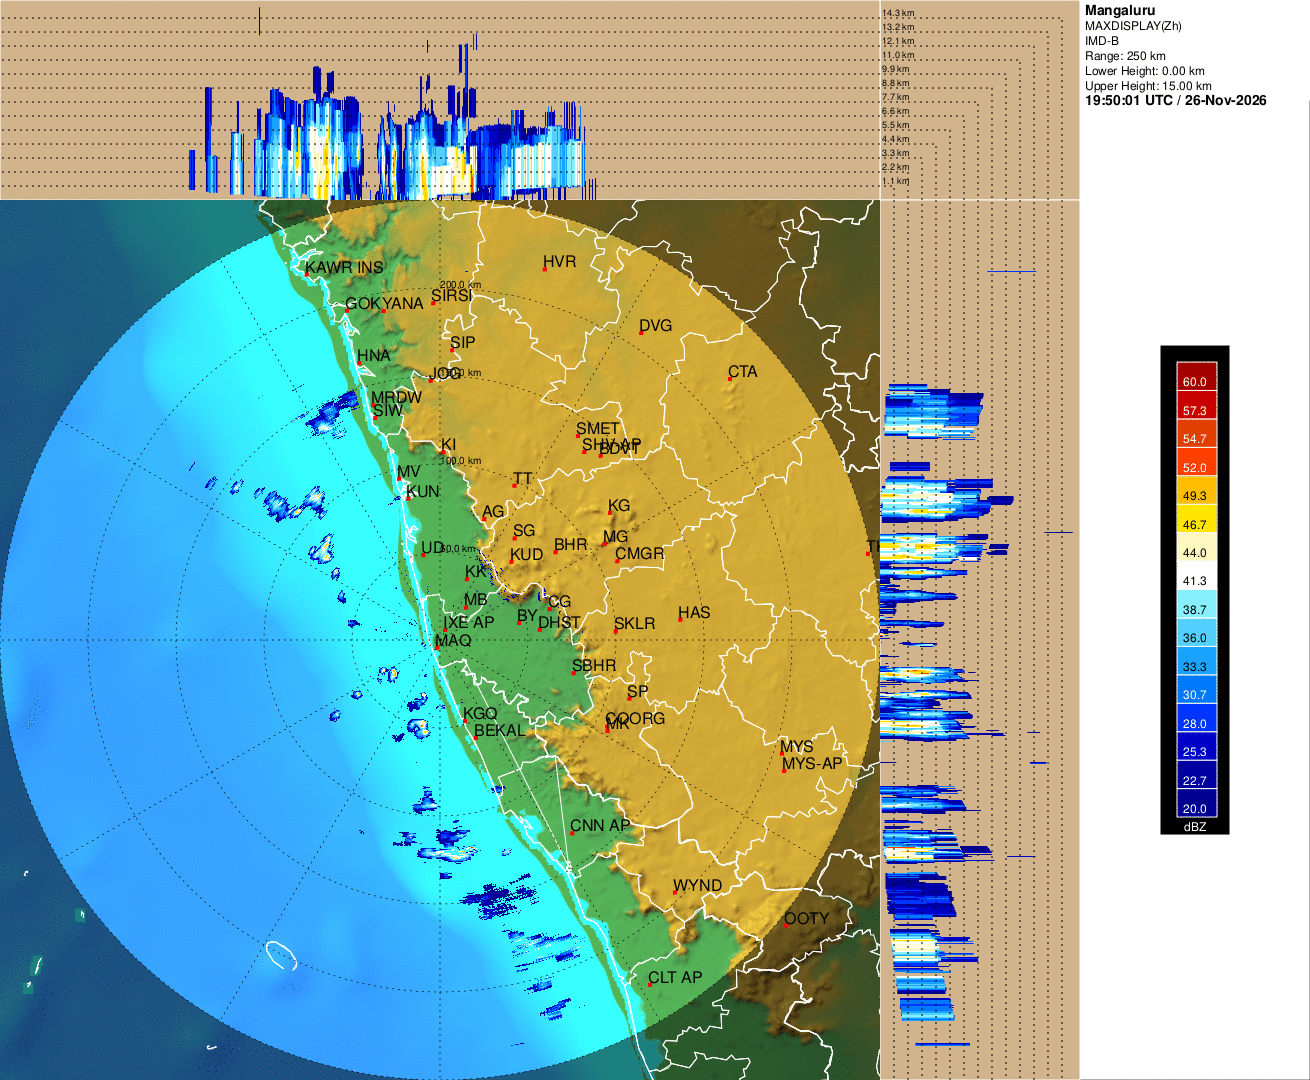 Mangaluru
MAXDISPLAY(Zh)
IMD-B
Range: 250 km
Lower Height: 0.00 km
Upper Height: 15.00 km
19:50:01 UTC / 26-Nov-2026
14.3 km
13.2 km
12.1 km
11.0 km
9.9 km
8.8 km
7.7 km
6.6 km
5.5 km
4.4 km
3.3 km
2.2 km
1.1 km
KAWR INS
HVR
200.0 km
GOKYANA
SIRSI
DVG
SIP
HNA
JOG
CTA
MRDW
SIW
SMET
SHV-AP
BDVT
KI
100.0 km
MV
TT
KUN
AG
KG
SG
MG
UD
50.0 km
KUD
BHR
CMGR
KK
MB
CG
BY
DHST
HAS
IXE AP
SKLR
MAQ
SBHR
SP
KGQ
COORG
MK
BEKAL
MYS
MYS-AP
CNN AP
WYND
OOTY
CLT AP
60.0
57.3
54.7
52.0
49.3
46.7
44.0
41.3
38.7
36.0
33.3
30.7
28.0
25.3
22.7
20.0
dBZ